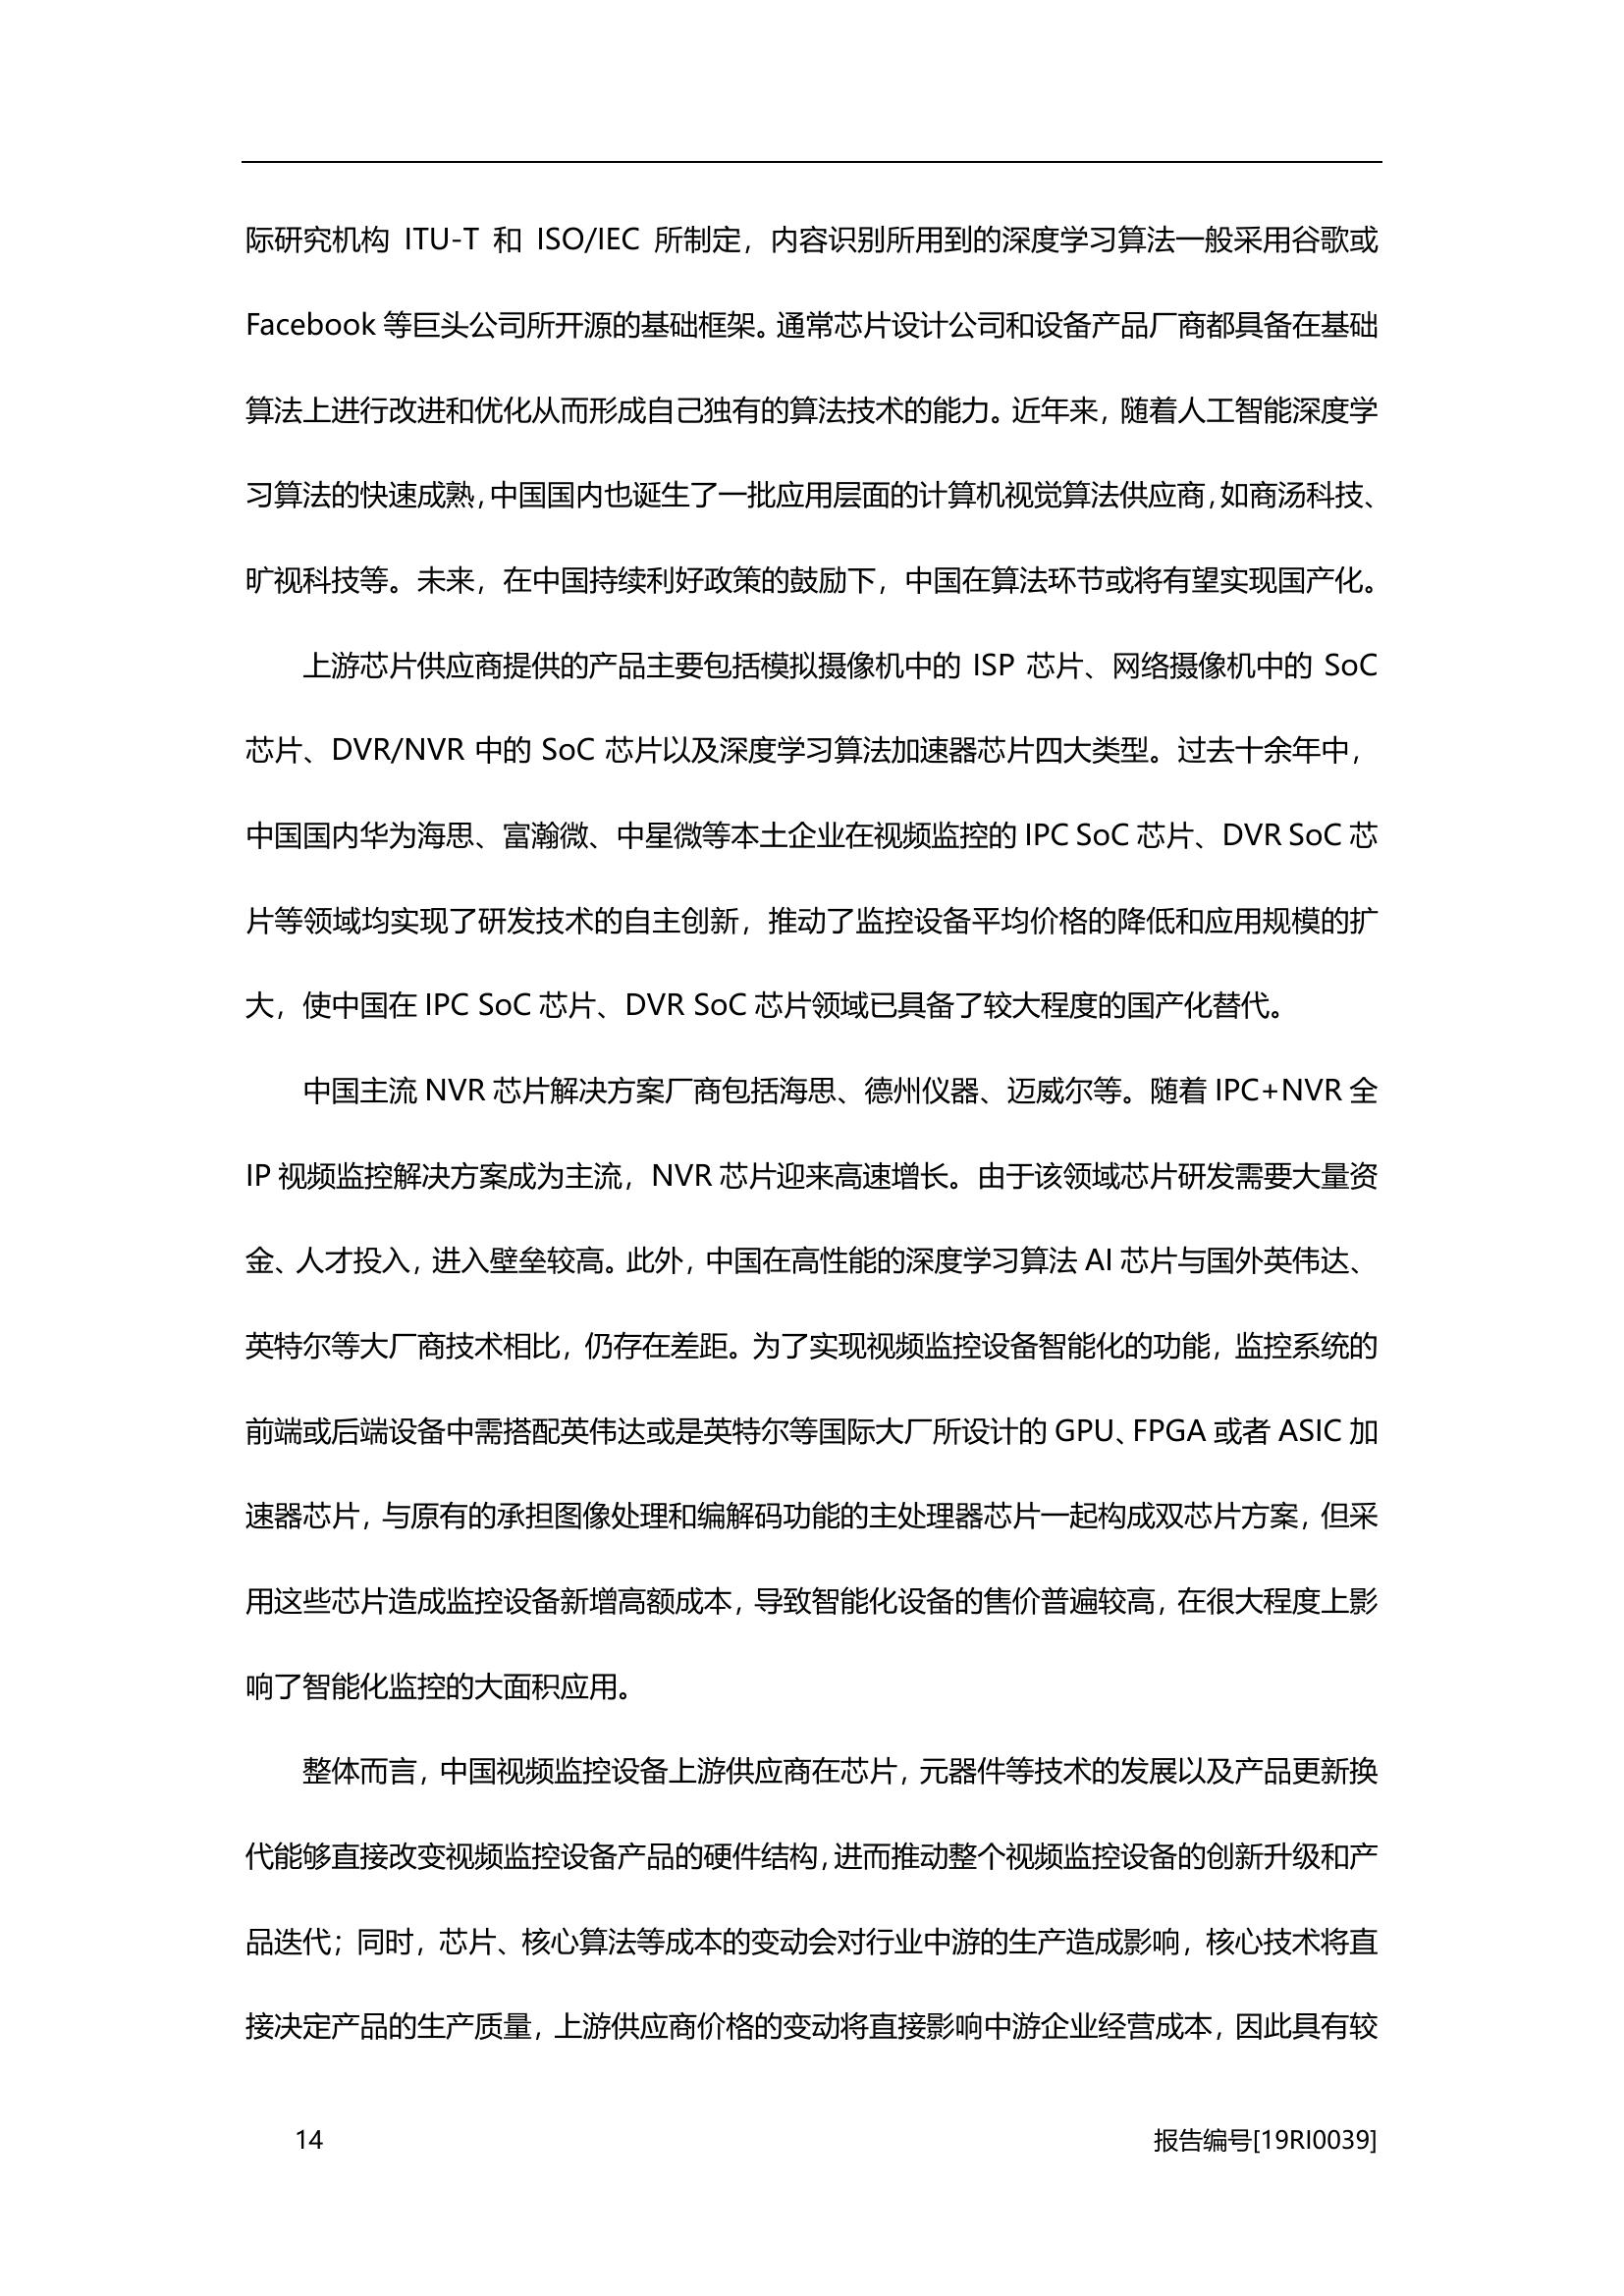 际研究机构 ITU-T 和 ISO/IEC 所制定，内容识别所用到的深度学习算法一般采用谷歌或
Facebook 等巨头公司所开源的基础框架。通常芯片设计公司和设备产品厂商都具备在基础
算法上进行改进和优化从而形成自己独有的算法技术的能力。近年来，随着人工智能深度学
习算法的快速成熟，中国国内也诞生了一批应用层面的计算机视觉算法供应商，如商汤科技、
旷视科技等。未来，在中国持续利好政策的鼓励下，中国在算法环节或将有望实现国产化。
上游芯片供应商提供的产品主要包括模拟摄像机中的 ISP 芯片、网络摄像机中的 SoC
芯片、DVR/NVR 中的 SoC 芯片以及深度学习算法加速器芯片四大类型。过去十余年中，
中国国内华为海思、富瀚微、中星微等本土企业在视频监控的 IPC SoC 芯片、DVR SoC 芯
片等领域均实现了研发技术的自主创新，推动了监控设备平均价格的降低和应用规模的扩
大，使中国在 IPC SoC 芯片、DVR SoC 芯片领域已具备了较大程度的国产化替代。
中国主流 NVR 芯片解决方案厂商包括海思、德州仪器、迈威尔等。随着 IPC+NVR 全
IP 视频监控解决方案成为主流，NVR 芯片迎来高速增长。由于该领域芯片研发需要大量资
金、人才投入，进入壁垒较高。此外，中国在高性能的深度学习算法 AI 芯片与国外英伟达、
英特尔等大厂商技术相比，仍存在差距。为了实现视频监控设备智能化的功能，监控系统的
前端或后端设备中需搭配英伟达或是英特尔等国际大厂所设计的 GPU、FPGA 或者 ASIC 加
速器芯片，与原有的承担图像处理和编解码功能的主处理器芯片一起构成双芯片方案，但采
用这些芯片造成监控设备新增高额成本，导致智能化设备的售价普遍较高，在很大程度上影
响了智能化监控的大面积应用。
整体而言，中国视频监控设备上游供应商在芯片，元器件等技术的发展以及产品更新换
代能够直接改变视频监控设备产品的硬件结构，进而推动整个视频监控设备的创新升级和产
品迭代；同时，芯片、核心算法等成本的变动会对行业中游的生产造成影响，核心技术将直
接决定产品的生产质量，上游供应商价格的变动将直接影响中游企业经营成本，因此具有较
14 报告编号[19RI0039]